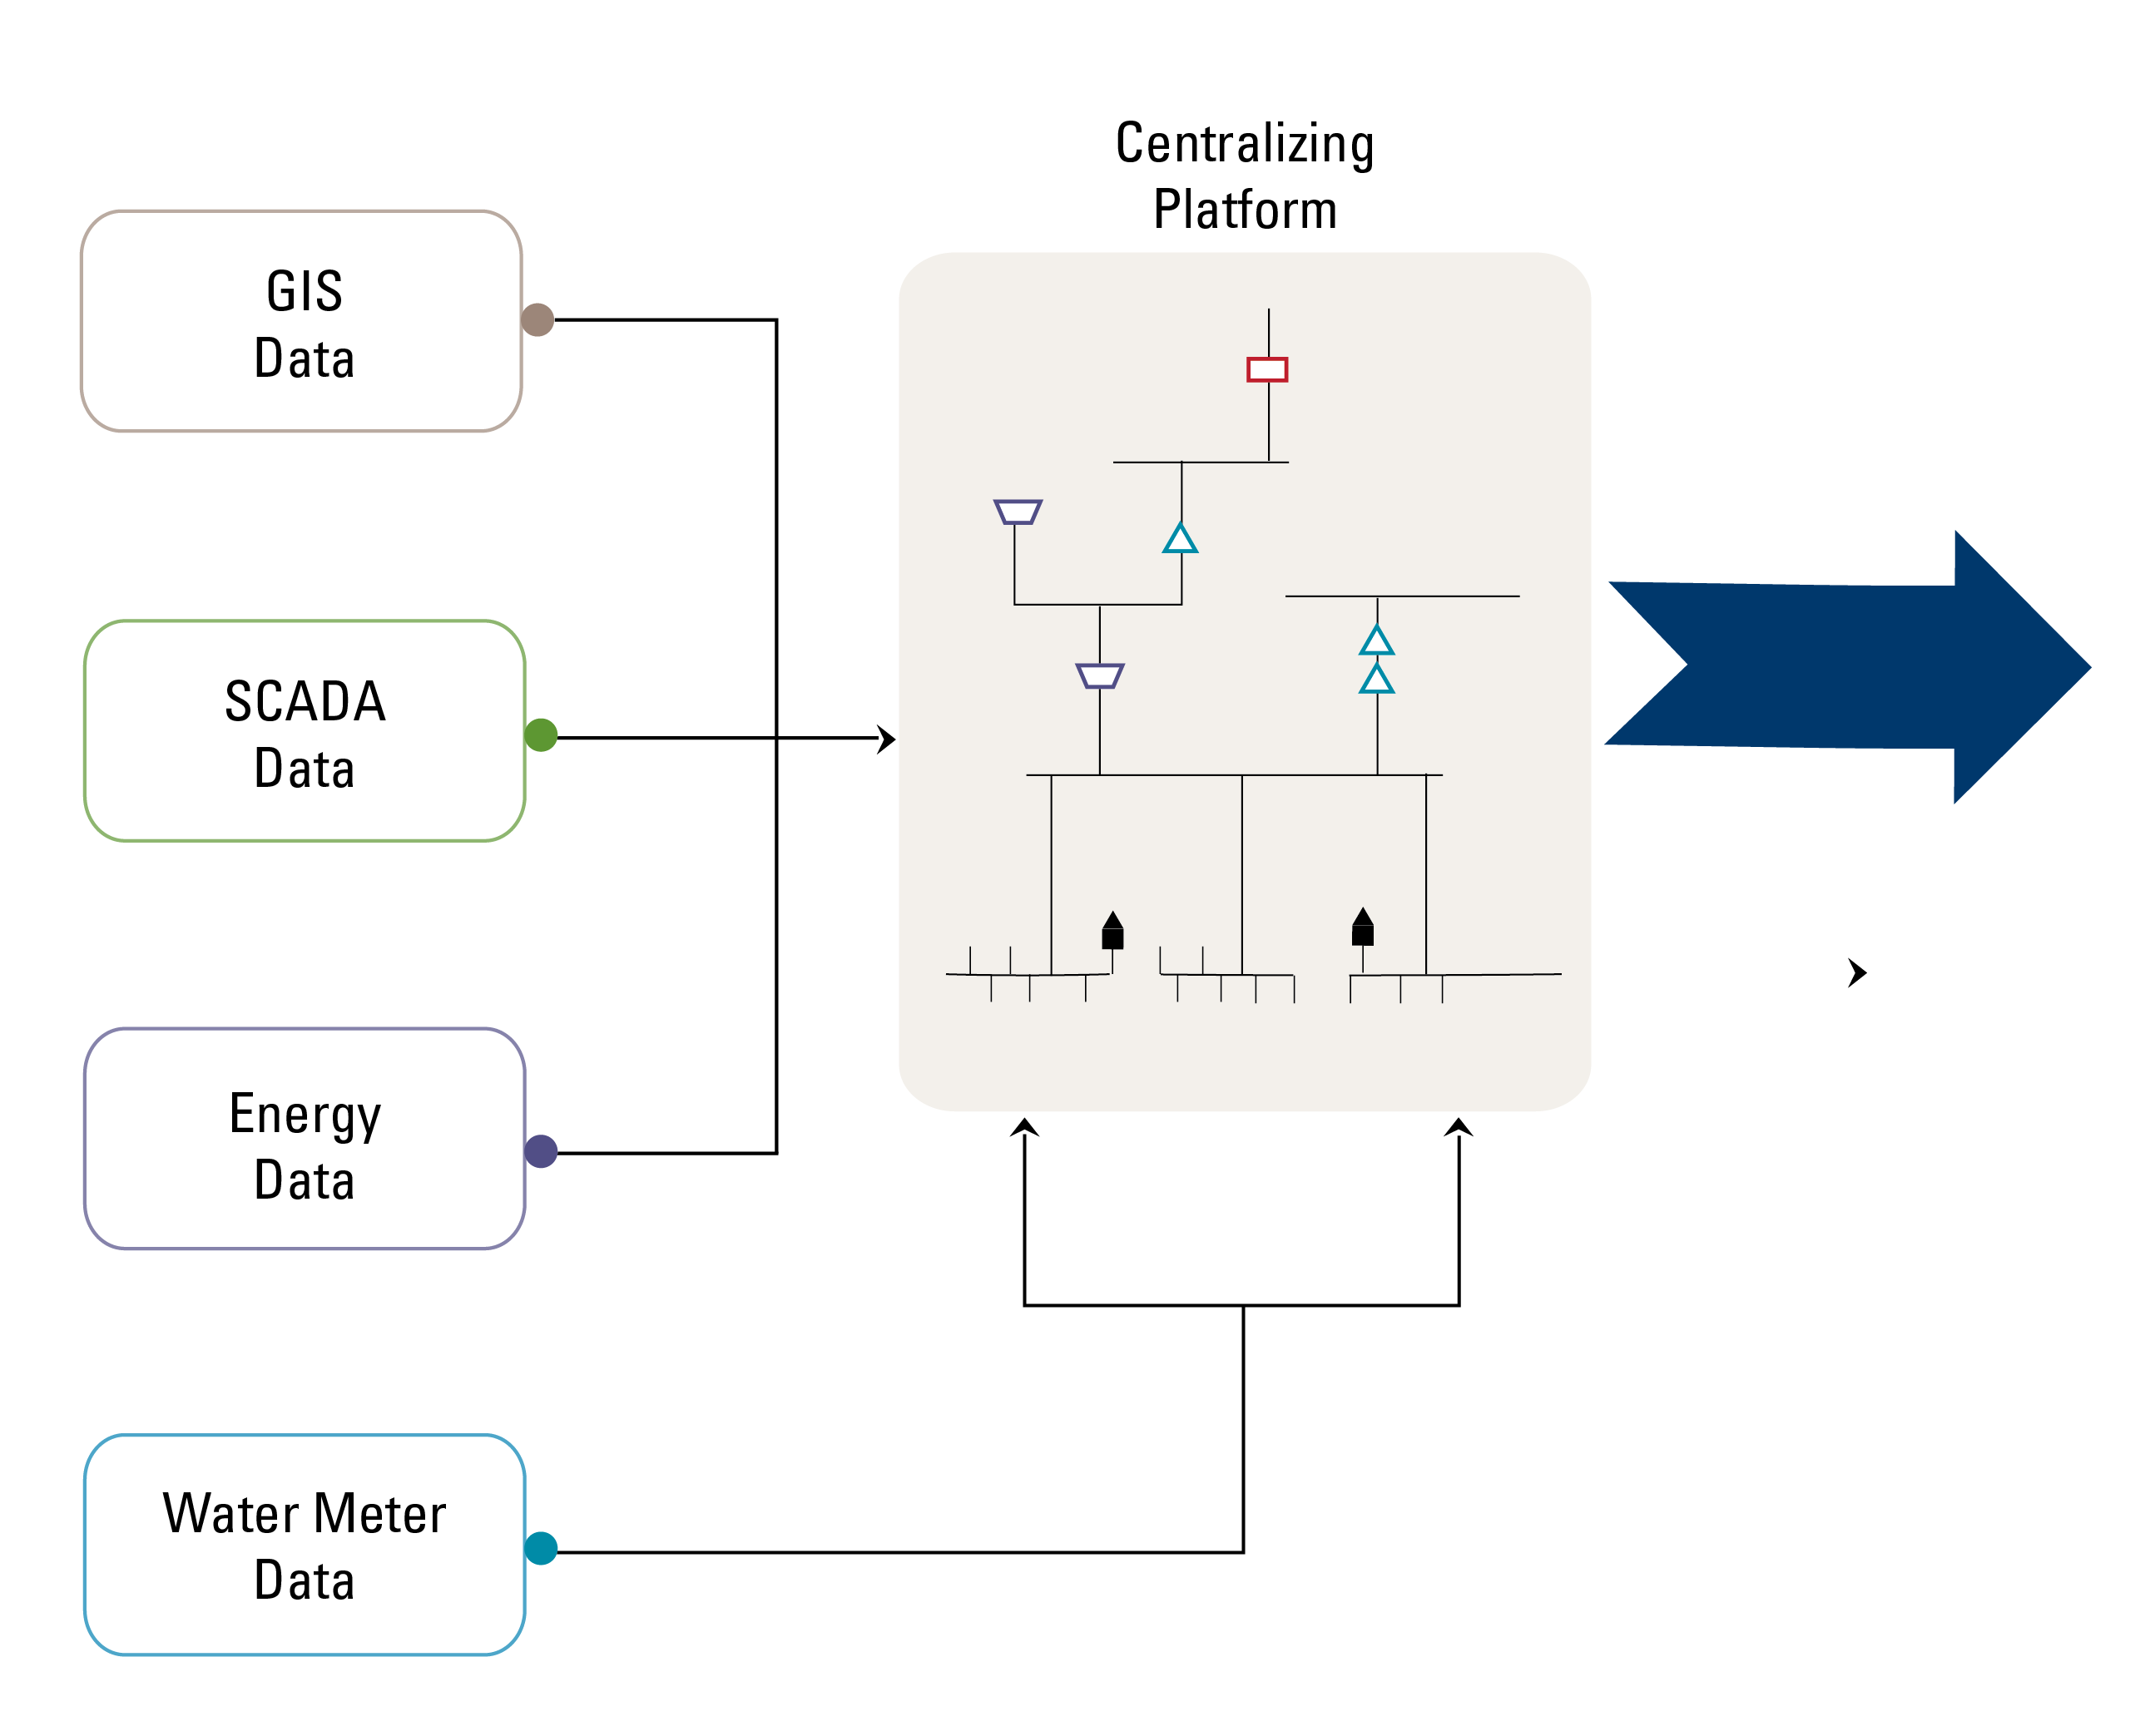 Centralizing
Platform
GIS
Data
SCADA
Data
Energy
Data
Water Meter
Data